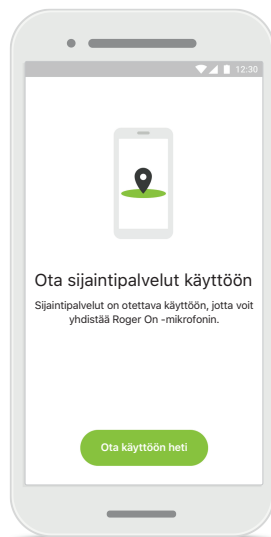 12:30
Ota sijaintipalvelut käyttöön
Sijaintipalvelut on otettava käyttöön, jotta voit
yhdistää Roger On -mikrofonin.
Ota käyttöön heti